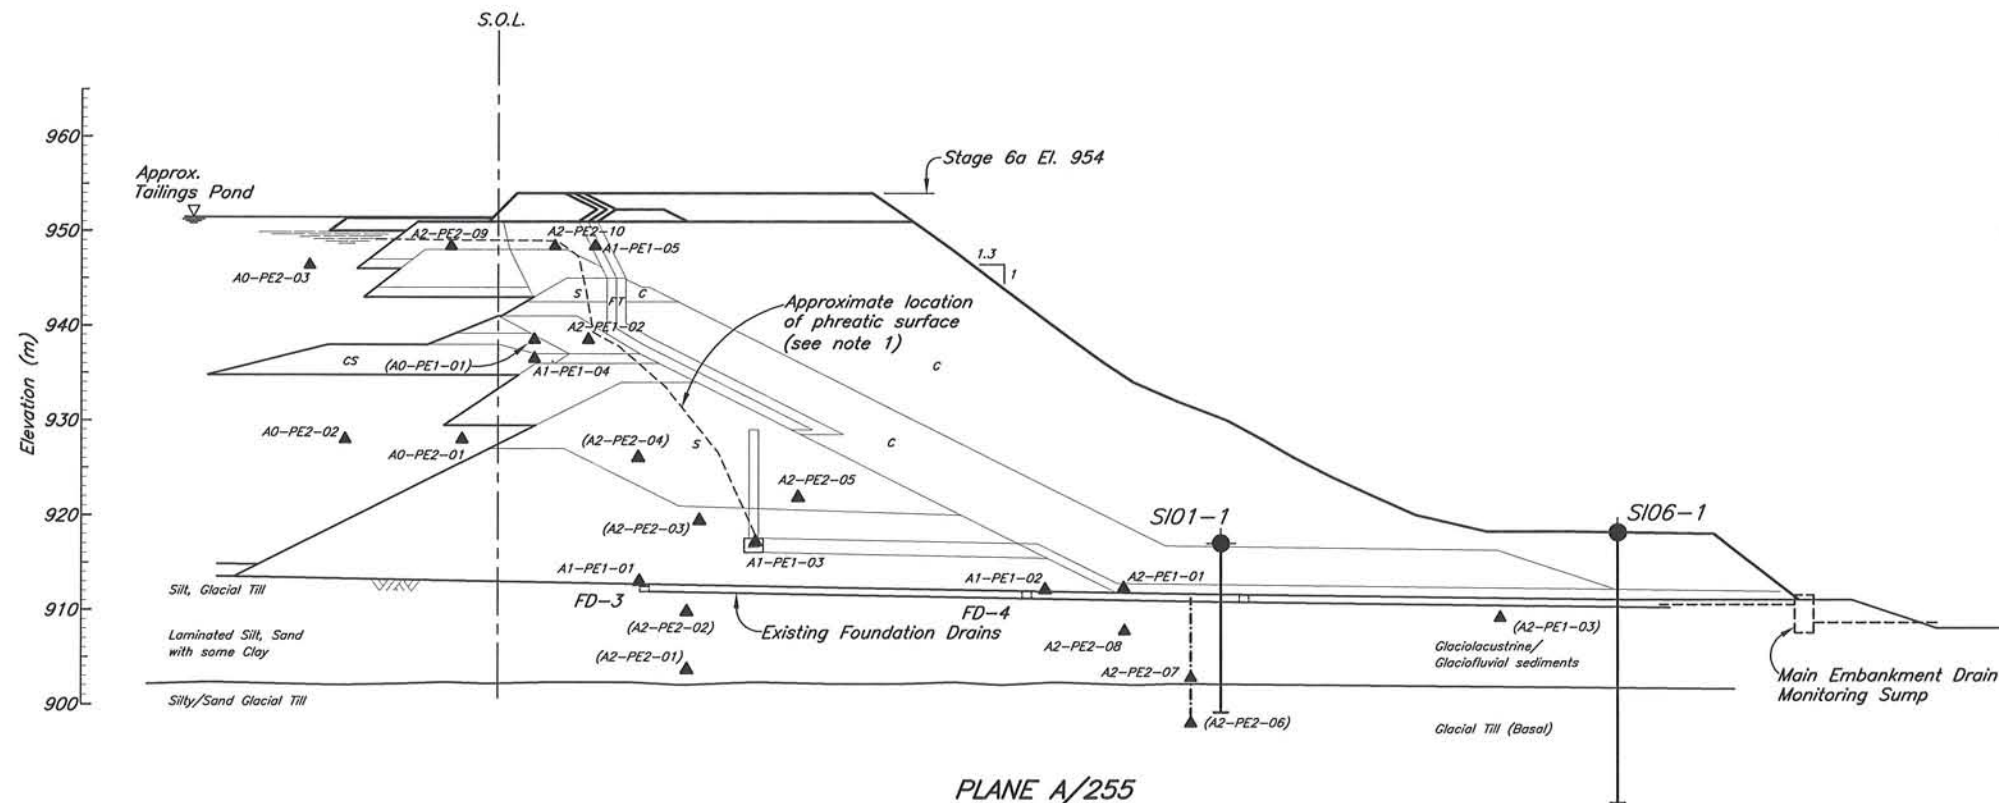 S.O.L.
960
950
940
930
920
910
900
Elevation (m)
Approx.
Tailings Pond
Stage 6a El. 954
A2-PE2-09
A2-PE2-10
A1-PE1-05
A0-PE2-03
1.3
1
s
FT
c
Approximate location
of phreatic surface
(see note 1)
A2-PE1-02
cs
(A0-PE1-01)
A1-PE1-04
c
A0-PE2-02
A0-PE2-01
(A2-PE2-04)
s
c
A2-PE2-05
(A2-PE2-03)
SI01-1
SI06-1
A1-PE1-03
A1-PE1-01
A1-PE1-02
A2-PE1-01
Silt, Glacial Till
FD-3
FD-4
(A2-PE2-02)
Existing Foundation Drains
(A2-PE1-03)
Laminated Silt, Sand
with some Clay
A2-PE2-08
Glaciolacustrine/
Glaciofluvial sediments
(A2-PE2-01)
A2-PE2-07
Main Embankment Drain
Monitoring Sump
Silty/Sand Glacial Till
(A2-PE2-06)
Glacial Till (Basal)
PLANE A/255